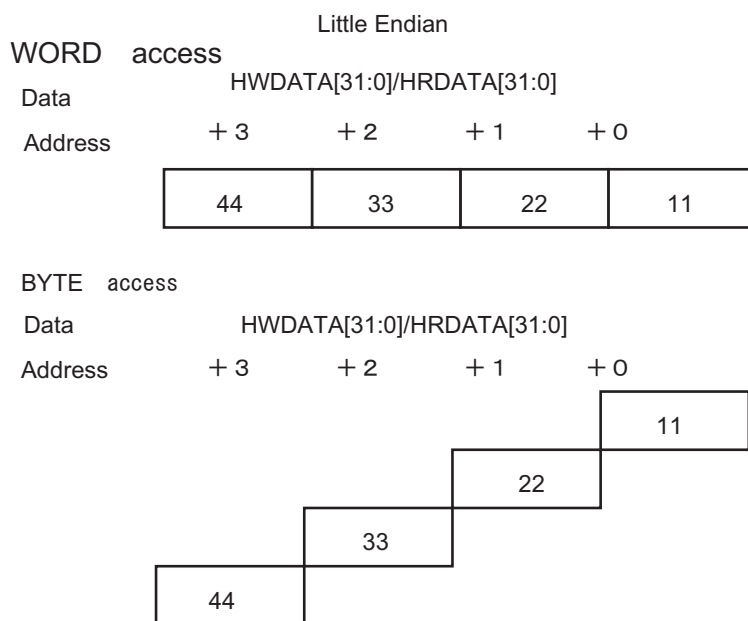 Little Endian
WORD access
Data HWDATA[31:0]/HRDATA[31:0]
Address ＋３ ＋２ ＋１ ＋０
44 33 22 11
BYTE access
Data HWDATA[31:0]/HRDATA[31:0]
Address ＋３ ＋２ ＋１ ＋０
11
22
33
44